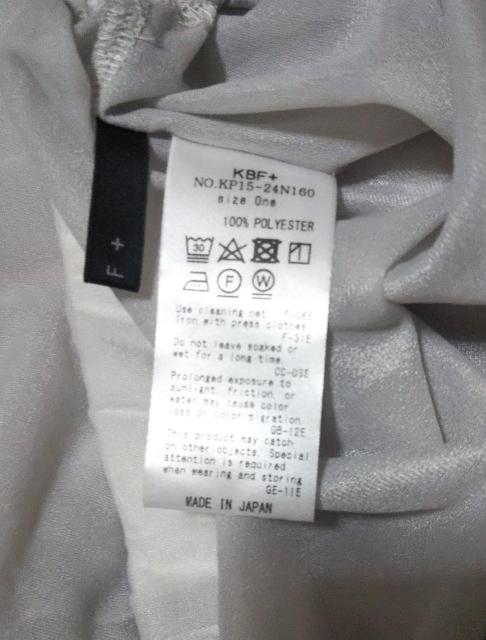 F +
KBF+
NO.KP15-24N160
size One
100% POLYESTER
30
F W
Use cleaning net F-06E
Iron with press clothes
F-31E
Do not leave soaked or
wet for a long time.
CC-03E
Prolonged exposure to
sunlight, friction, or
water may cause color
loss or color migration.
GB-12E
This product may catch
on other objects. Special
attention is required
when wearing and storing
GE-11E
MADE IN JAPAN